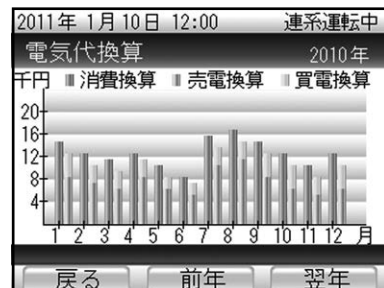 2011年 1月10日 12:00 連系運転中
電気代換算 2010年
千円 消費換算 売電換算 買電換算
20
16
12
8
4
1 2 3 4 5 6 7 8 9 10 11 12 月
戻る 前年 翌年